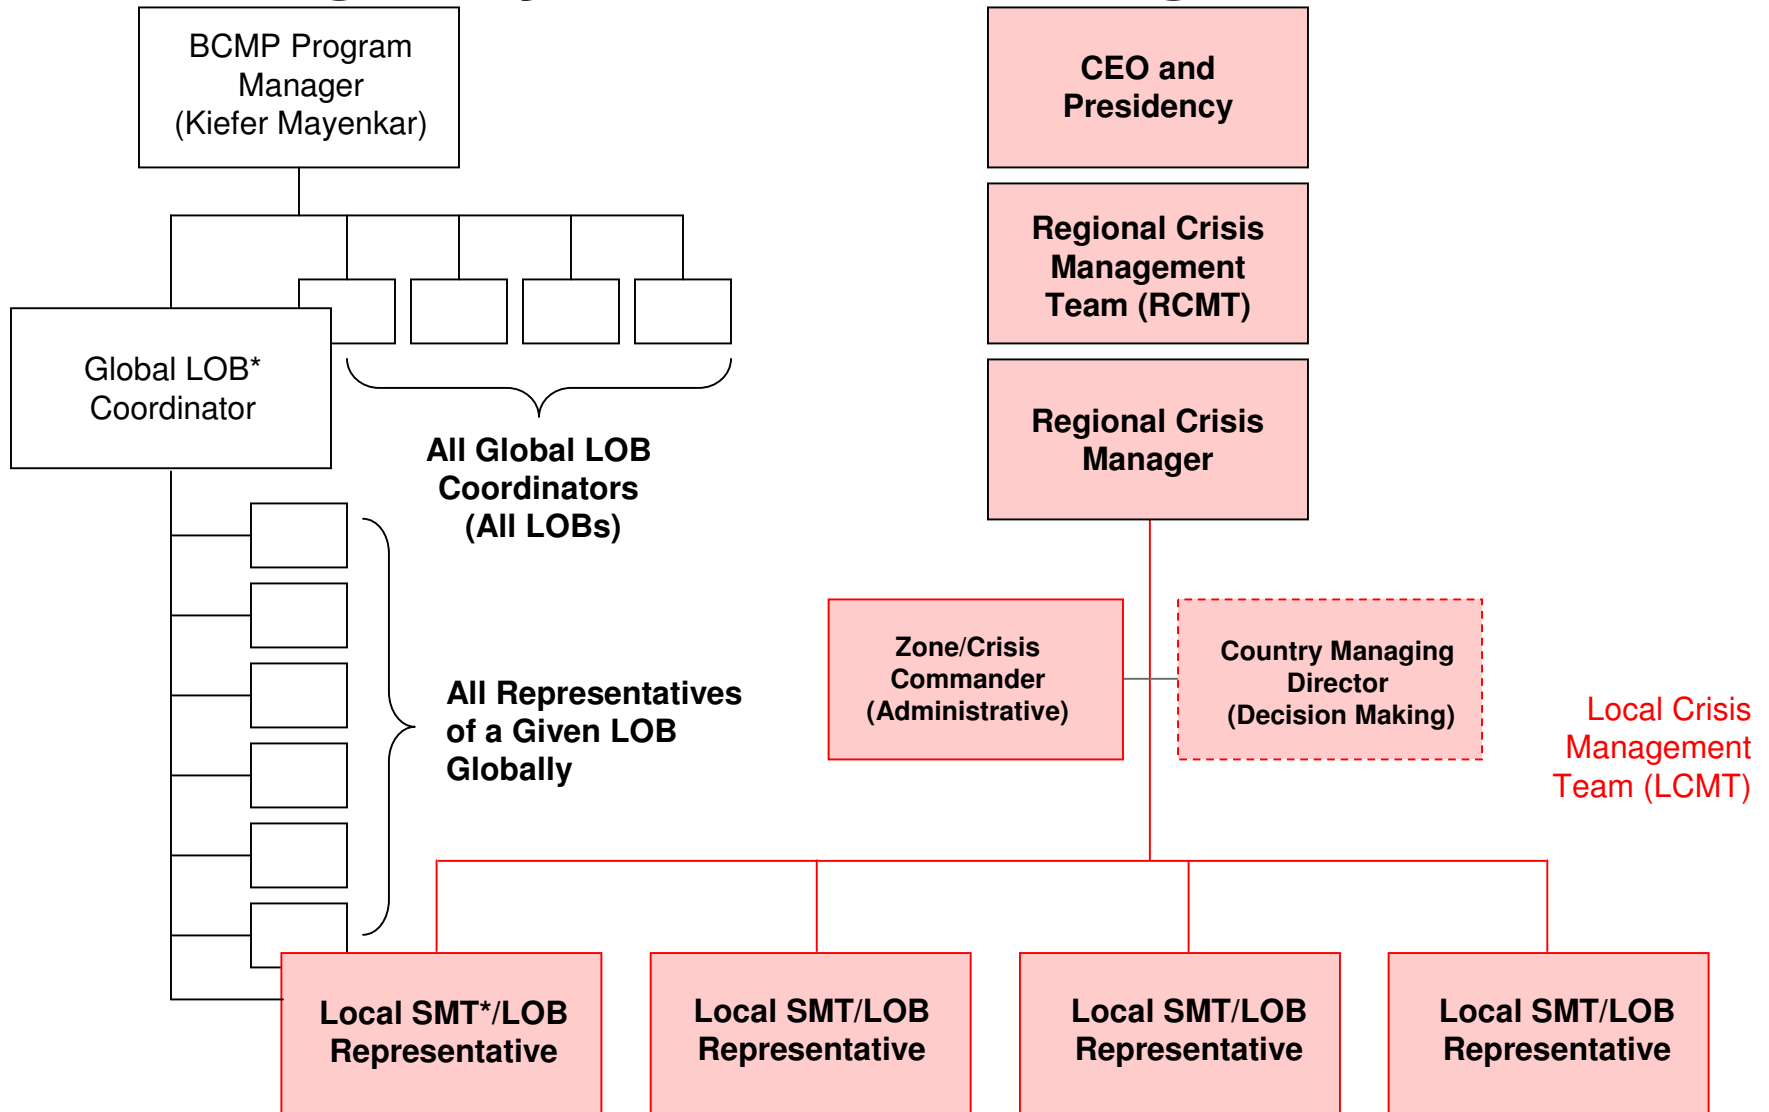 BCMP Program
Manager
(Kiefer Mayenkar)
CEO and
Presidency
Regional Crisis
Management
Team (RCMT)
Global LOB*
Coordinator
All Global LOB
Coordinators
(All LOBs)
Regional Crisis
Manager
Zone/Crisis
Commander
(Administrative)
Country Managing
Director
(Decision Making)
All Representatives
of a Given LOB
Globally
Local Crisis
Management
Team (LCMT)
Local SMT*/LOB
Representative
Local SMT/LOB
Representative
Local SMT/LOB
Representative
Local SMT/LOB
Representative